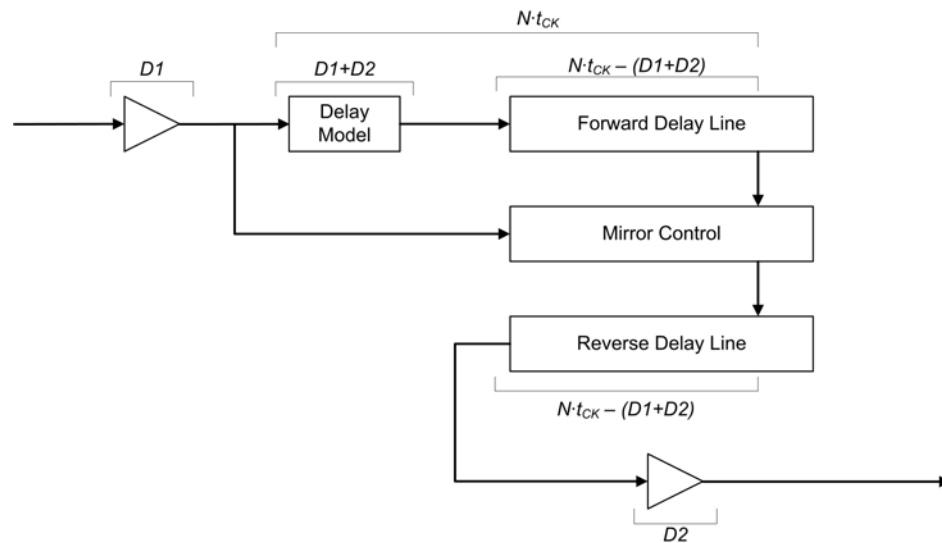 N·tCK
D1
D1+D2
N·tCK – (D1+D2)
Delay
Model
Forward Delay Line
Mirror Control
Reverse Delay Line
N·tCK – (D1+D2)
D2